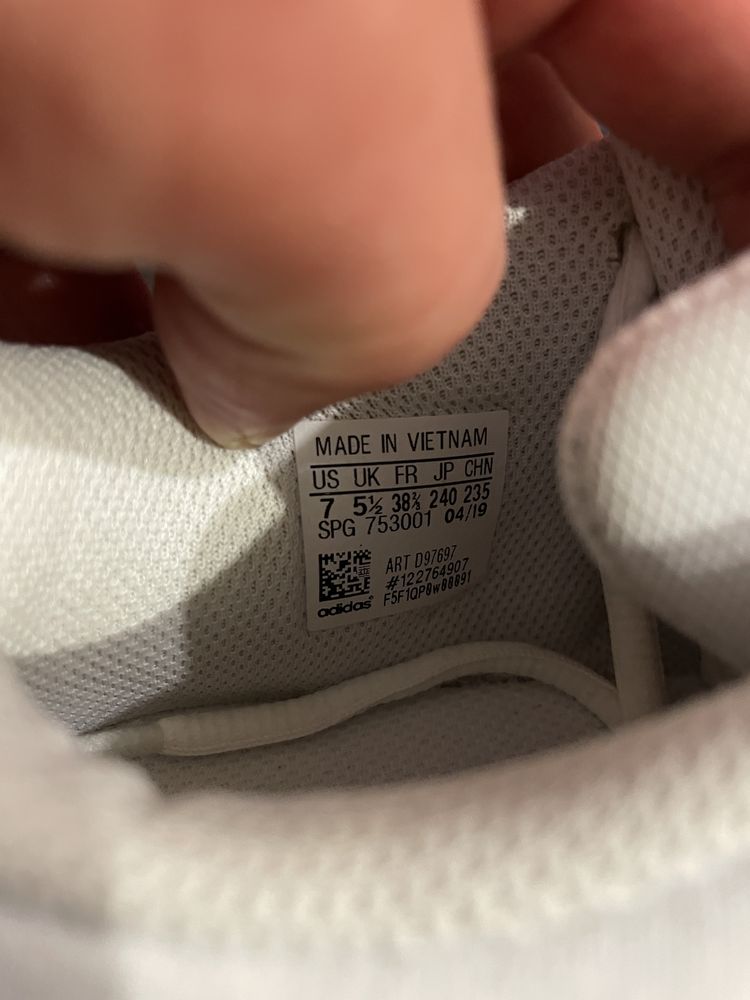 MADE IN VIETNAM
US UK FR JP CHN
7 5½ 38⅔ 240 235
SPG 753001 04/19
ART D97697
#122764907
adidas